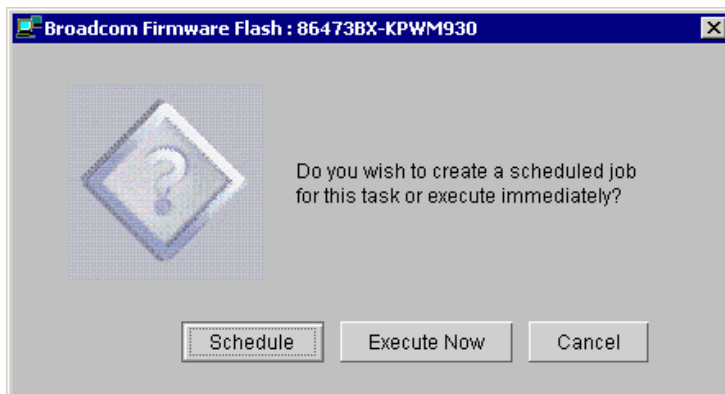 Broadcom Firmware Flash : 86473BX-KPWM930
Do you wish to create a scheduled job
for this task or execute immediately?
Schedule
Execute Now
Cancel